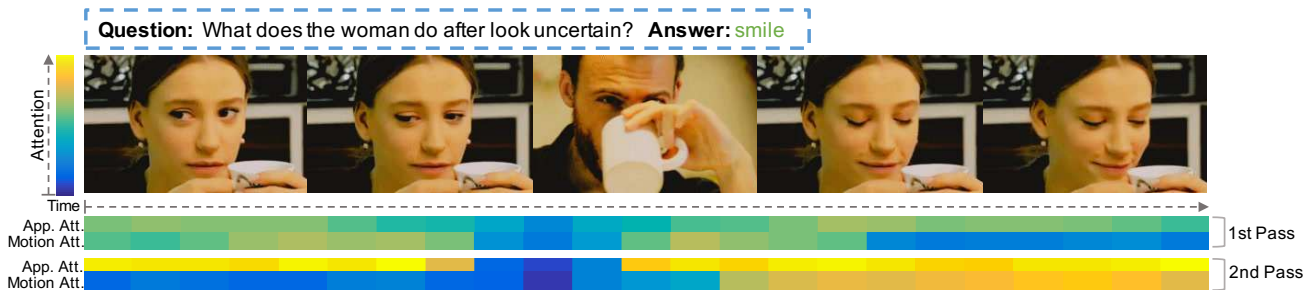 Question: What does the woman do after look uncertain? Answer: smile
Attention
Time
App. Att.
Motion Att.
1st Pass
App. Att.
Motion Att.
2nd Pass